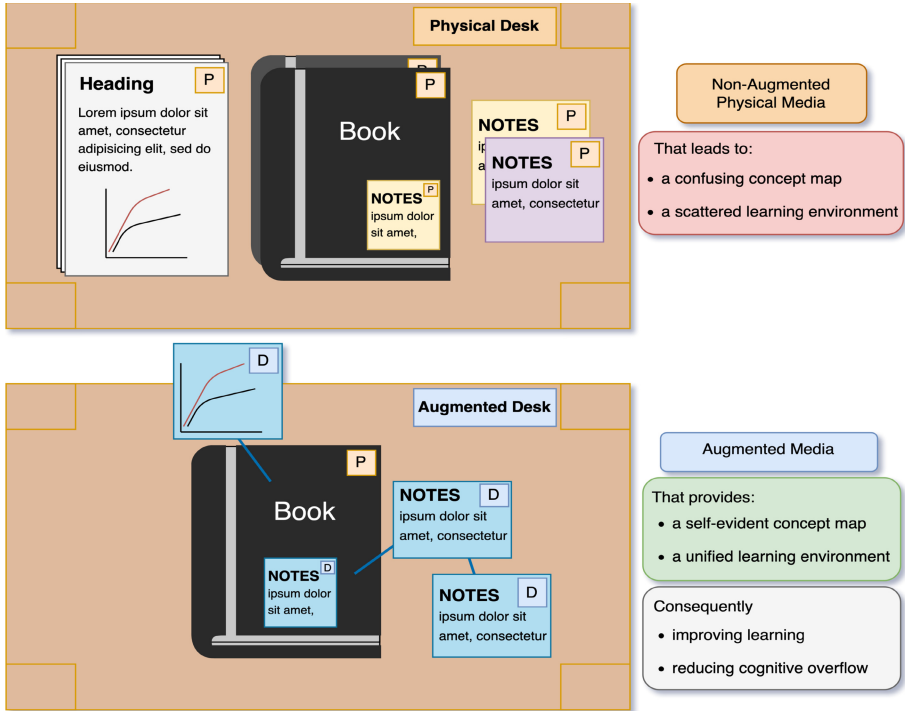 Physical Desk
Heading
P
Lorem ipsum dolor sit
amet, consectetur
adipisicing elit, sed do
eiusmod.
P
Book
NOTES
P
ipsum dolor
sit amet,
NOTES
P
NOTES
P
ipsum dolor sit
amet, consectetur
Non-Augmented
Physical Media
That leads to:
• a confusing concept map
• a scattered learning environment
D
Augmented Desk
P
Book
NOTES
D
ipsum dolor
sit amet,
NOTES
D
ipsum dolor sit
amet, consectetur
NOTES
D
ipsum dolor sit
amet, consectetur
Augmented Media
That provides:
• a self-evident concept map
• a unified learning environment
Consequently
• improving learning
• reducing cognitive overflow